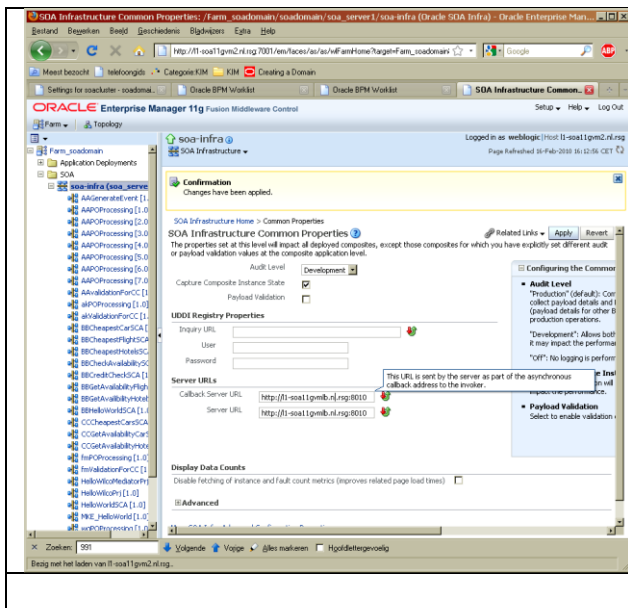 SOA Infrastructure Common Properties: /Farm_soadomain/soadomain/soa_server1/soa-infra (Oracle SOA Infra) - Oracle Enterprise Man...
Bestand Bewerken Beeld Geschiedenis Bladwijzers Extra Help
http://l1-soa11gvm2.nl.rsg:7001/em/faces/as/as/wlFarmHome?target=Farm_soadomain
Google
ABP
Meest bezocht telefoongids Categorie:KIM KIM Creating a Domain
Settings for soacluster - soadomai... Oracle BPM Worklist Oracle BPM Worklist SOA Infrastructure Common...
ORACLE Enterprise Manager 11g Fusion Middleware Control
Setup Help Log Out
Farm Topology
Farm_soadomain
Application Deployments
SOA
soa-infra (soa_serve
AAGenerateEvent [1.
AAPOProcessing [2.0
AAPOProcessing [3.0
AAPOProcessing [4.0
AAPOProcessing [5.0
AAPOProcessing [6.0
AAPOProcessing [7.0
AAvalidationForCC [1
akPOProcessing [1.0]
akValidationForCC [1
BBCheapestCarSCA [
BBCheapestFlightSCA
BBCheapestHotelsSCA
BBCheckAvailabilitySC
BBCreditCheckSCA [1
BBGetAvailabilityFligh
BBGetAvailabilityHotel
BBHelloWorldSCA [1.
CCCheapestCarsSCA
CCGetAvailabilityCarS
CCGetAvailabilityHote
fmPOProcessing [1.0]
fmValidationForCC [1
HelloWilcoMediatorPrj
HelloWilcoPrj [1.0]
HelloWorldSCA [1.0]
MKE_HelloWorld [1.0]
soa-infra
SOA Infrastructure
Logged in as weblogic|Host l1-soa11gvm2.nl.rsg
Page Refreshed 16-Feb-2010 16:12:56 CET
Confirmation
Changes have been applied.
SOA Infrastructure Home > Common Properties
SOA Infrastructure Common Properties
Related Links Apply Revert
The properties set at this level will impact all deployed composites, except those composites for which you have explicitly set different audit
or payload validation values at the composite application level.
Audit Level Development
Capture Composite Instance State
Payload Validation
UDDI Registry Properties
Inquiry URL
User
Password
Server URLs
This URL is sent by the server as part of the asynchronous
callback address to the invoker.
Callback Server URL http://l1-soa11gvmlb.nl.rsg:8010
Server URL http://l1-soa11gvmlb.nl.rsg:8010
Display Data Counts
Disable fetching of instance and fault count metrics (improves related page load times)
Advanced
Configuring the Common
Audit Level
"Production" (default): Com
collect payload details and
(payload details for other B
production operations.
"Development": Allows both
it may impact the performan
"Off": No logging is perform
impact the performance.
Payload Validation
Select to enable validation
Zoeken: 991 Volgende Vorige Alles markeren Hoofdlettergevoelig
Bezig met het laden van l1-soa11gvm2.nl.rsg..